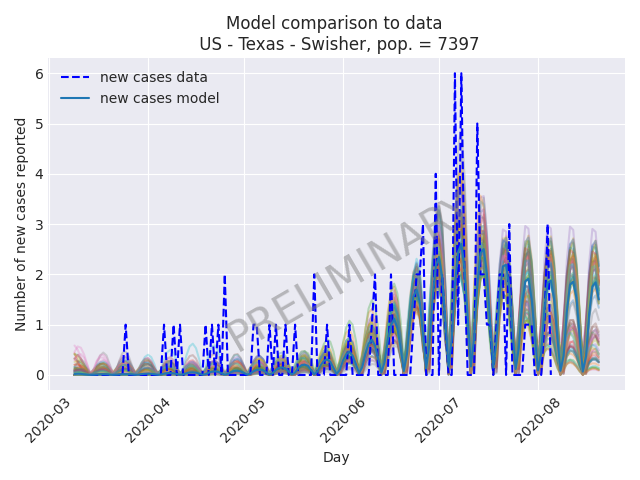 Model comparison to data
US - Texas - Swisher, pop. = 7397
new cases data
new cases model
PRELIMINARY
Number of new cases reported
6
5
4
3
2
1
0
2020-03
2020-04
2020-05
2020-06
2020-07
2020-08
Day